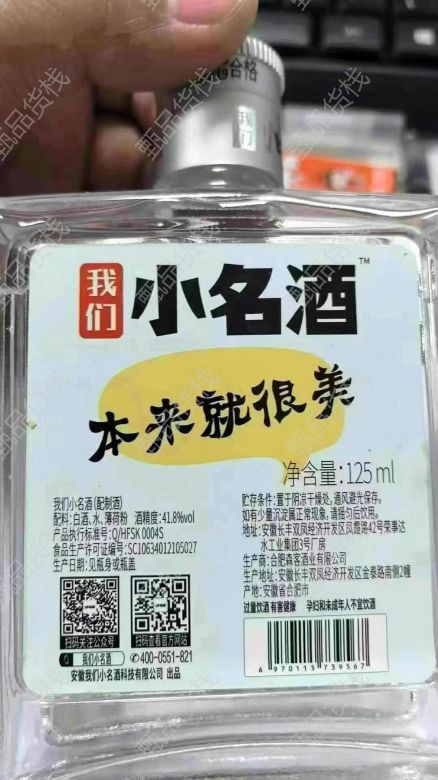 合格
我们
我们 小名酒™
本来就很美
净含量:125ml
我们小名酒(配制酒)
配料:白酒、水、薄荷粉 酒精度:41.8%vol
产品执行标准号:Q/HFSK 0004S
食品生产许可证编号:SC10634012105027
生产日期:见瓶身或瓶盖
扫码关注公众号 扫码查看官方网站
我们小名酒 400-0551-821
安徽我们小名酒科技有限公司 出品
贮存条件:置于阴凉干燥处,通风避光保存。
如有少量沉淀属正常现象,请摇匀后饮用。
地址:安徽长丰双凤经济开发区凤霞路42号荣事达
水工业集团3号厂房
生产商:合肥森客酒业有限公司
地址:安徽长丰双凤经济开发区金泰路南侧2幢
产地:安徽省合肥市
过量饮酒 有害健康 孕妇和未成年人不宜饮酒
6 970115 739567
甄品货栈